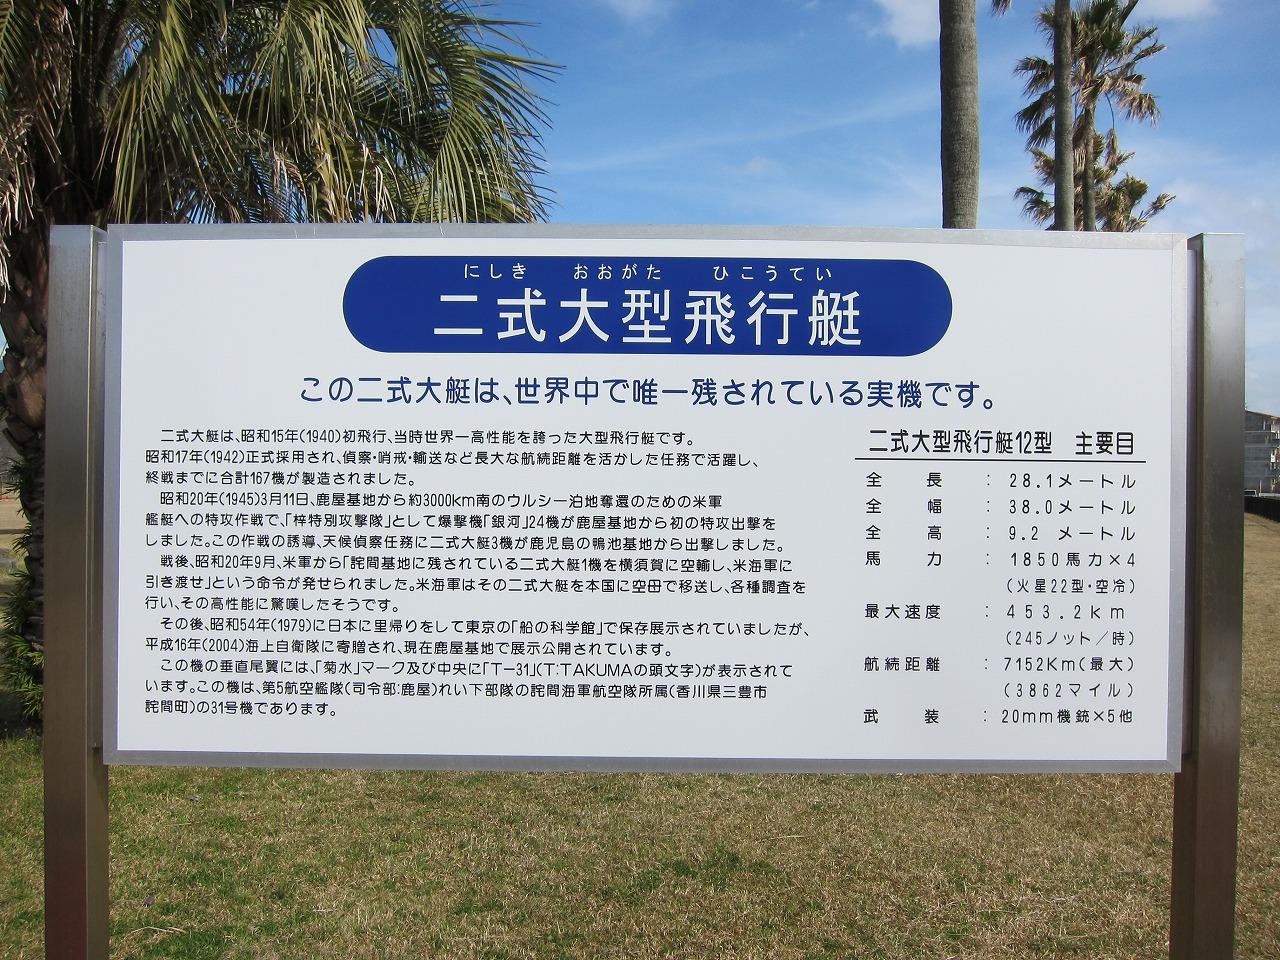 にしき おおがた ひこうてい
二式大型飛行艇
この二式大艇は、世界中で唯一残されている実機です。
二式大艇は、昭和15年(1940)初飛行、当時世界一高性能を誇った大型飛行艇です。
昭和17年(1942)正式採用され、偵察・哨戒・輸送など長大な航続距離を活かした任務で活躍し、
終戦までに合計167機が製造されました。
昭和20年(1945)3月11日、鹿屋基地から約3000km南のウルシー泊地奪還のための米軍
艦艇への特攻作戦で、「梓特別攻撃隊」として爆撃機「銀河」24機が鹿屋基地から初の特攻出撃を
しました。この作戦の誘導、天候偵察任務に二式大艇3機が鹿児島の鴨池基地から出撃しました。
戦後、昭和20年9月、米軍から「詫間基地に残されている二式大艇1機を横須賀に空輸し、米海軍に
引き渡せ」という命令が発せられました。米海軍はその二式大艇を本国に空母で移送し、各種調査を
行い、その高性能に驚嘆したそうです。
その後、昭和54年(1979)に日本に里帰りをして東京の「船の科学館」で保存展示されていましたが、
平成16年(2004)海上自衛隊に寄贈され、現在鹿屋基地で展示公開されています。
この機の垂直尾翼には、「菊水」マーク及び中央に「T－31」(T:TAKUMAの頭文字)が表示されて
います。この機は、第5航空艦隊(司令部:鹿屋)れい下部隊の詫間海軍航空隊所属(香川県三豊市
詫間町)の31号機であります。
二式大型飛行艇12型 主要目
全長 : 28.1メートル
全幅 : 38.0メートル
全高 : 9.2メートル
馬力 : 1850馬力×4
(火星22型・空冷)
最大速度 : 453.2km
(245ノット／時)
航続距離 : 7152Km(最大)
(3862マイル)
武装 : 20mm機銃×5他